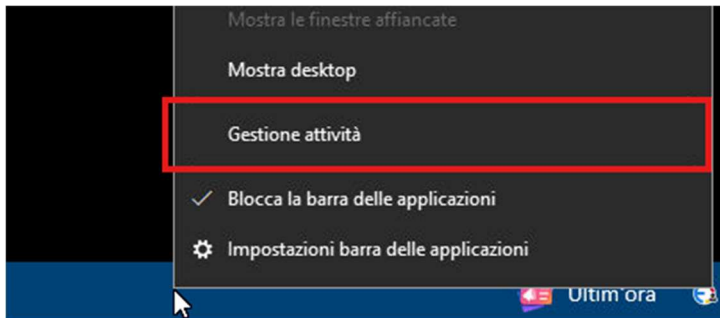 Mostra le finestre affiancate
Mostra desktop
Gestione attività
Blocca la barra delle applicazioni
Impostazioni barra delle applicazioni
Ultim'ora